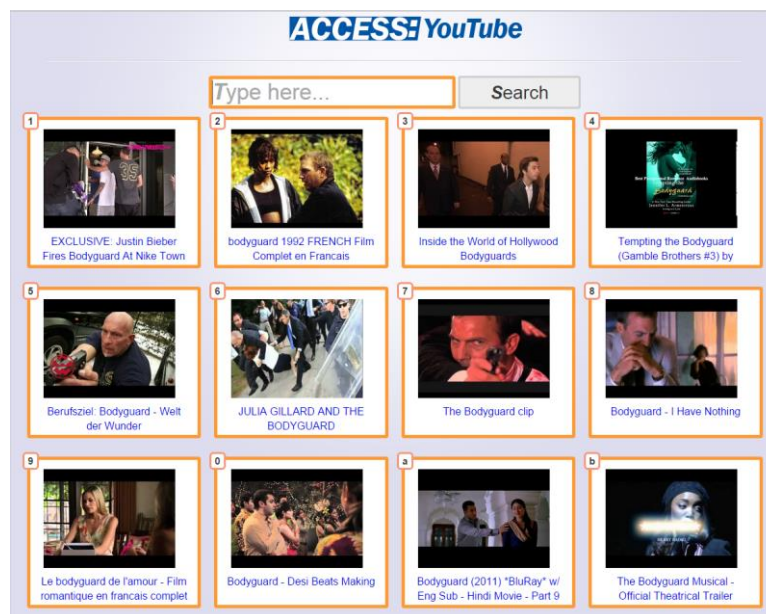 ACCESS: YouTube
Type here... Search
1 2 3 4
EXCLUSIVE: Justin Bieber
Fires Bodyguard At Nike Town
bodyguard 1992 FRENCH Film
Complet en Francais
Inside the World of Hollywood
Bodyguards
Tempting the Bodyguard
(Gamble Brothers #3) by
5 6 7 8
Berufsziel: Bodyguard - Welt
der Wunder
JULIA GILLARD AND THE
BODYGUARD
The Bodyguard clip
Bodyguard - I Have Nothing
9 0 a b
Le bodyguard de l'amour - Film
romantique en francais complet
Bodyguard - Desi Beats Making
Bodyguard (2011) *BluRay* w/
Eng Sub - Hindi Movie - Part 9
The Bodyguard Musical -
Official Theatrical Trailer